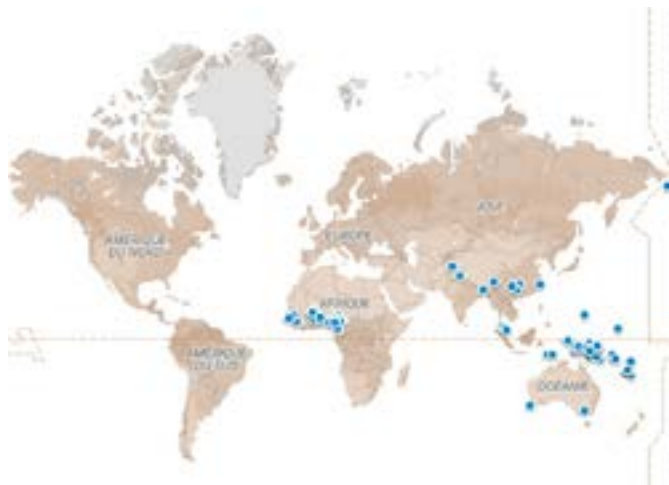 AMÉRIQUE
DU NORD
EUROPE
ASIE
AFRIQUE
AMÉRIQUE
DU SUD
OCÉANIE